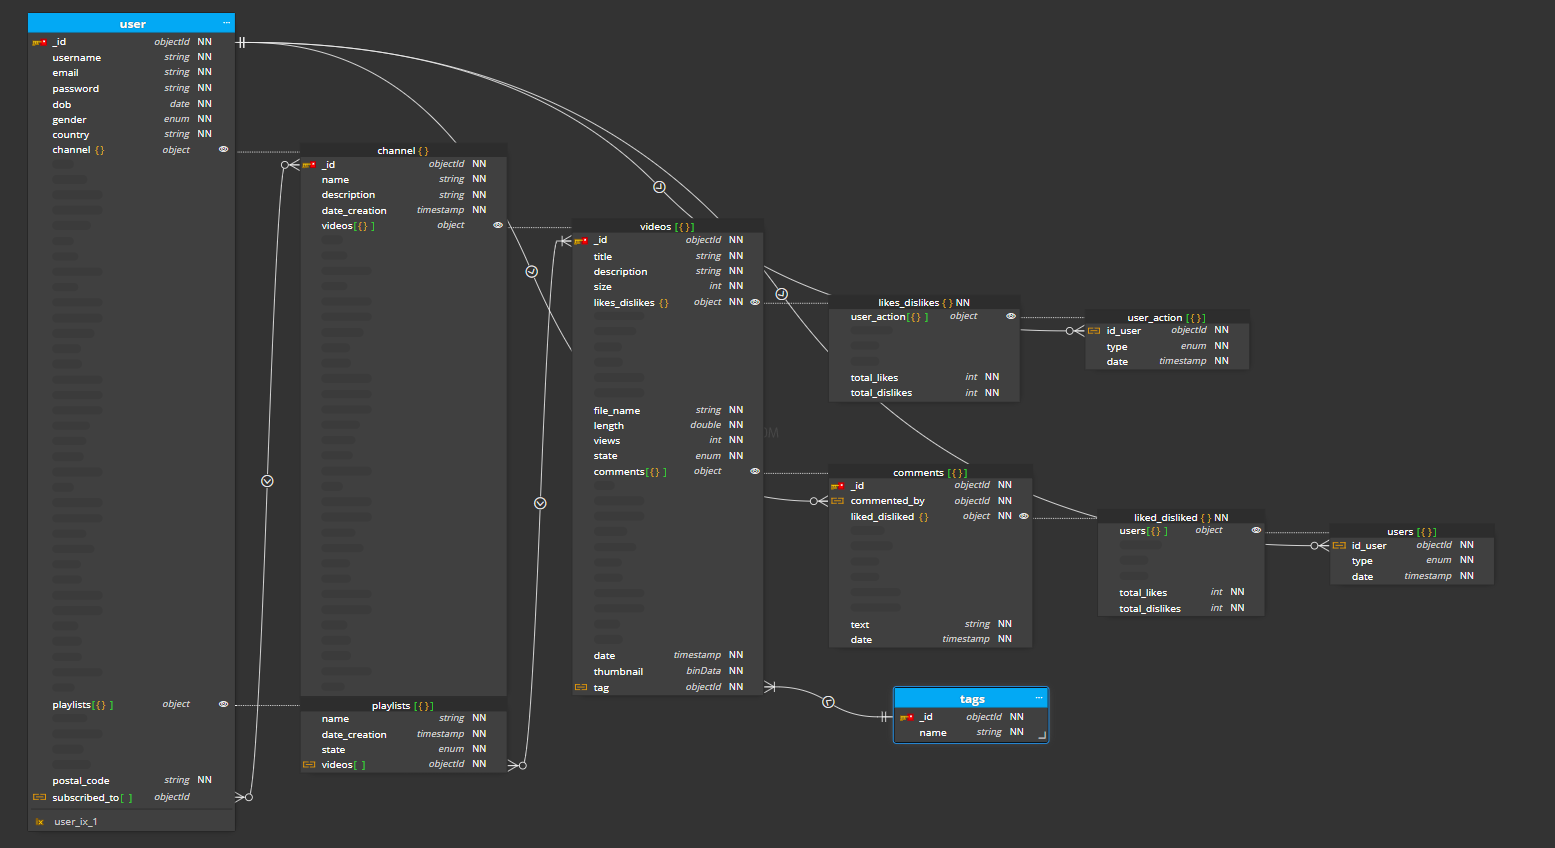 user ...
_id objectId NN
username string NN
email string NN
password string NN
dob date NN
gender enum NN
country string NN
channel {} object
playlists[{} ] object
postal_code string NN
subscribed_to[ ] objectId
user_ix_1
channel {}
_id objectId NN
name string NN
description string NN
date_creation timestamp NN
videos[{} ] object
playlists [{}]
name string NN
date_creation timestamp NN
state enum NN
videos[ ] objectId NN
videos [{}]
_id objectId NN
title string NN
description string NN
size int NN
likes_dislikes {} object NN
file_name string NN
length double NN
views int NN
state enum NN
comments[{} ] object
date timestamp NN
thumbnail binData NN
tag objectId NN
likes_dislikes {} NN
user_action[{} ] object
total_likes int NN
total_dislikes int NN
user_action [{}]
id_user objectId NN
type enum NN
date timestamp NN
comments [{}]
_id objectId NN
commented_by objectId NN
liked_disliked {} object NN
text string NN
date timestamp NN
liked_disliked {} NN
users[{} ] object
total_likes int NN
total_dislikes int NN
users [{}]
id_user objectId NN
type enum NN
date timestamp NN
tags ...
_id objectId NN
name string NN